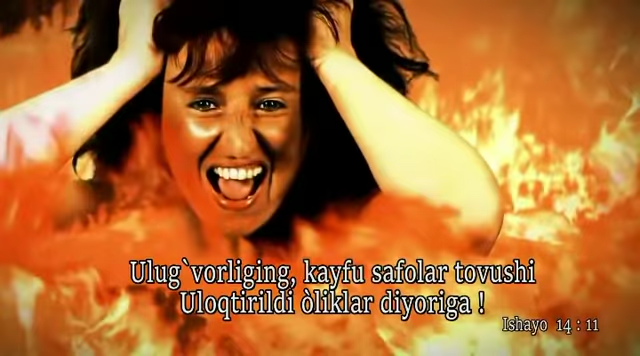 Ulug`vorliging, kayfu safolar tovushi
Uloqtirildi òliklar diyoriga !
Ishayo 14 : 11